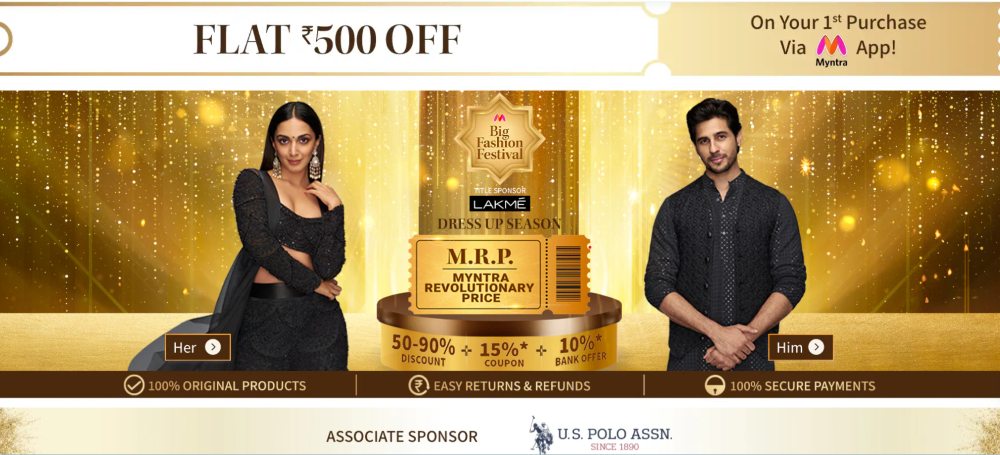 FLAT ₹500 OFF
On Your 1st Purchase
Via Myntra App!
Big
Fashion
Festival
TITLE SPONSOR
LAKMÉ
DRESS UP SEASON
M.R.P.
MYNTRA
REVOLUTIONARY
PRICE
50-90% + 15%* + 10%*
DISCOUNT COUPON BANK OFFER
Her
Him
100% ORIGINAL PRODUCTS
EASY RETURNS & REFUNDS
100% SECURE PAYMENTS
ASSOCIATE SPONSOR
U.S. POLO ASSN.
SINCE 1890